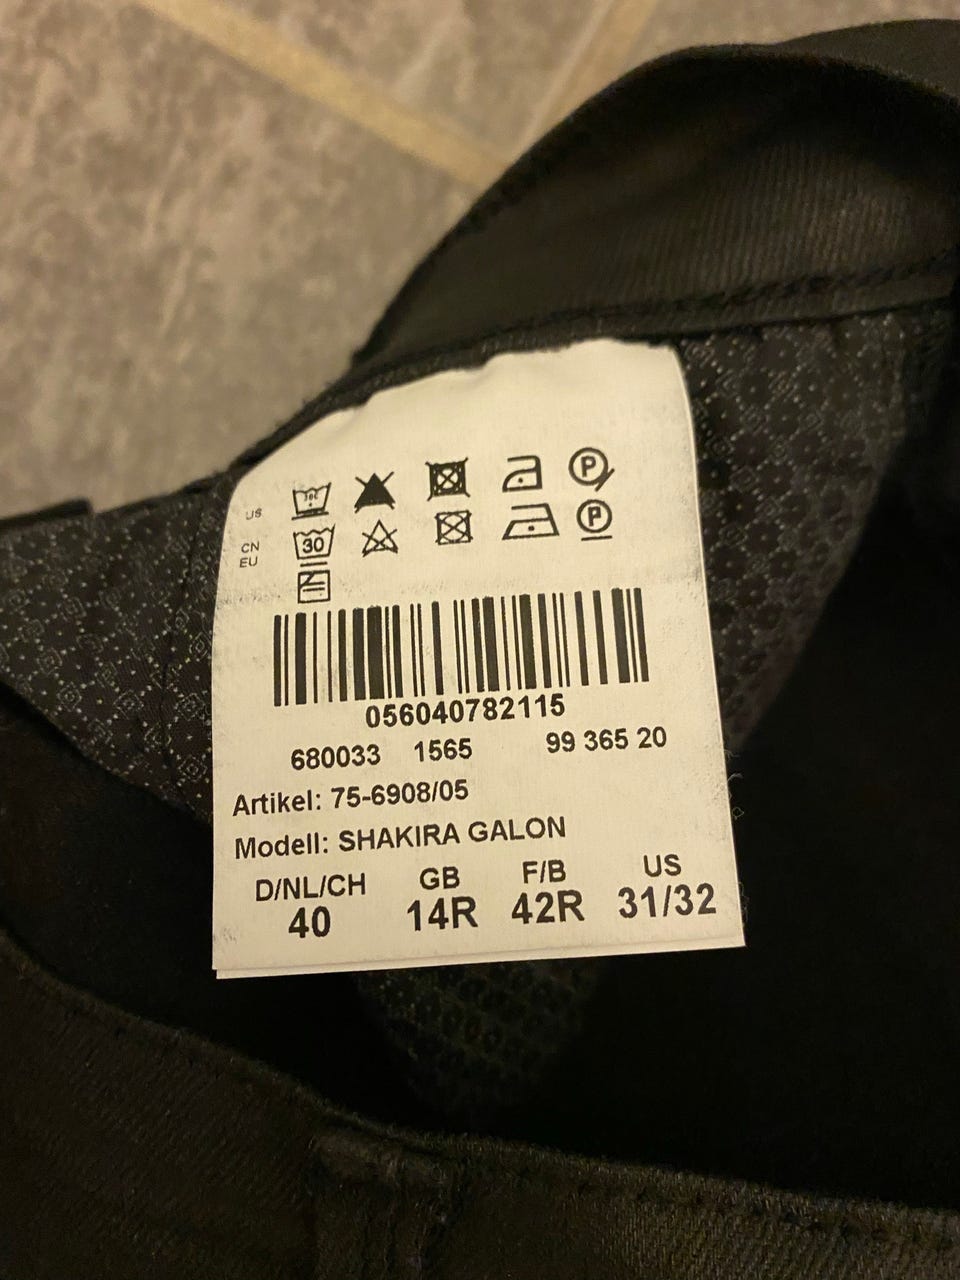 US
P
CN
EU
30
P
056040782115
680033 1565 99 365 20
Artikel: 75-6908/05
Modell: SHAKIRA GALON
D/NL/CH GB F/B US
40 14R 42R 31/32